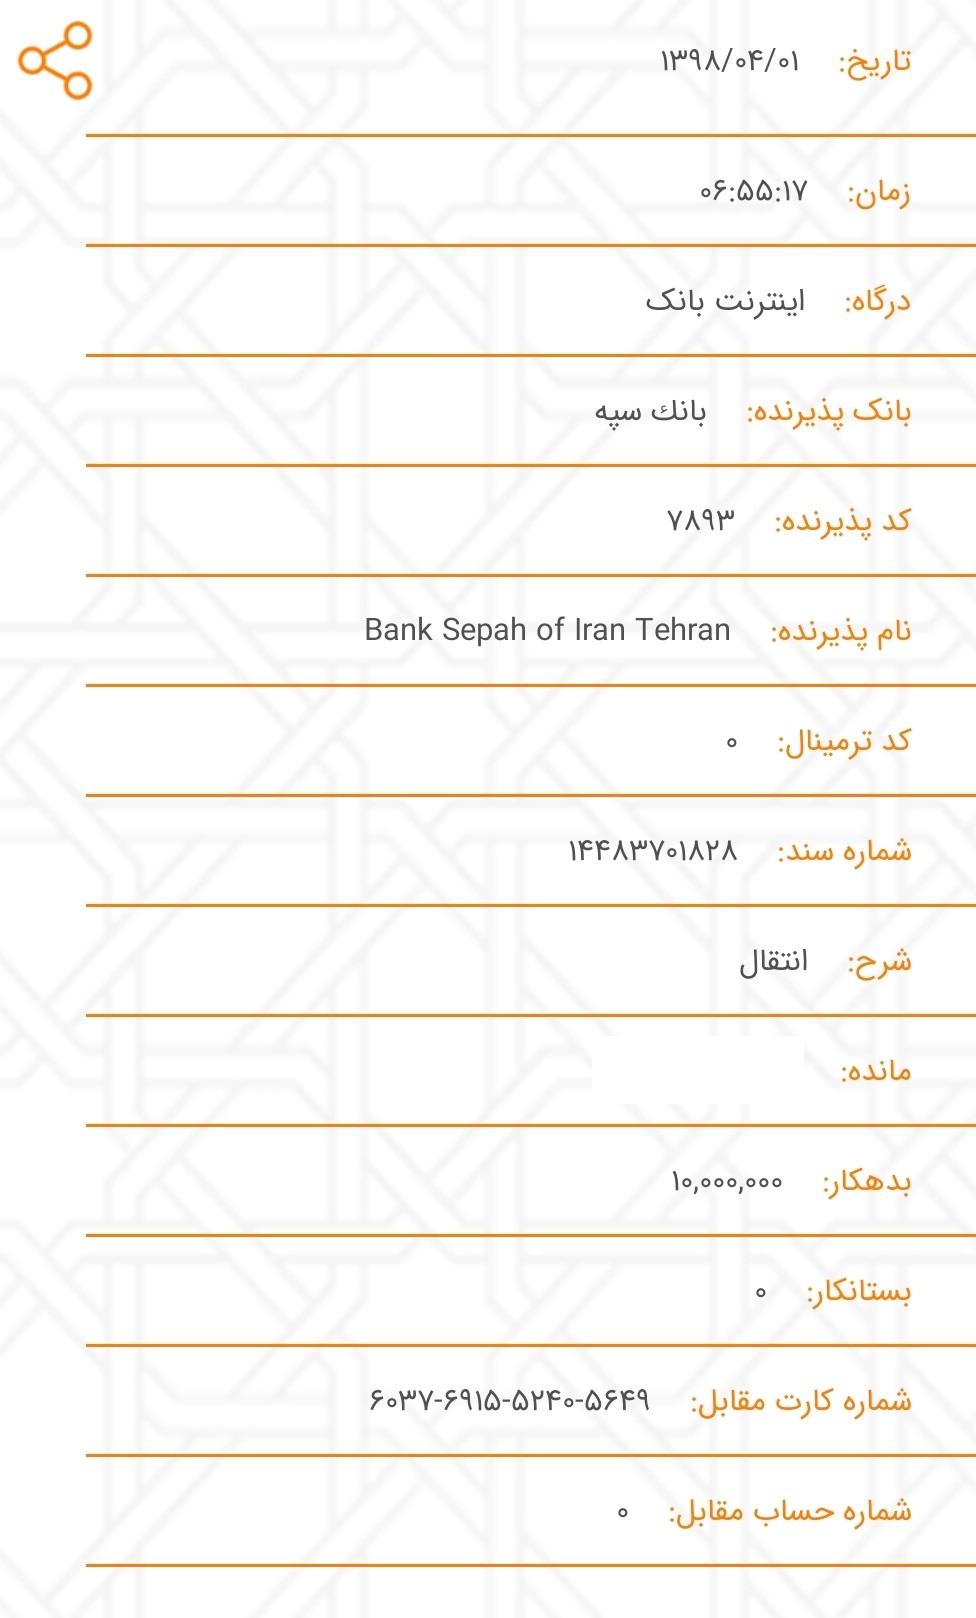 تاریخ: ۱۳۹۸/۰۴/۰۱
زمان: ۰۶:۵۵:۱۷
درگاه: اینترنت بانک
بانک پذیرنده: بانك سپه
کد پذیرنده: ۷۸۹۳
نام پذیرنده: Bank Sepah of Iran Tehran
کد ترمینال: ۰
شماره سند: ۱۴۴۸۳۷۰۱۸۲۸
شرح: انتقال
مانده:
بدهکار: ۱۰,۰۰۰,۰۰۰
بستانکار: ۰
شماره کارت مقابل: ۶۰۳۷-۶۹۱۵-۵۲۴۰-۵۶۴۹
شماره حساب مقابل: ۰